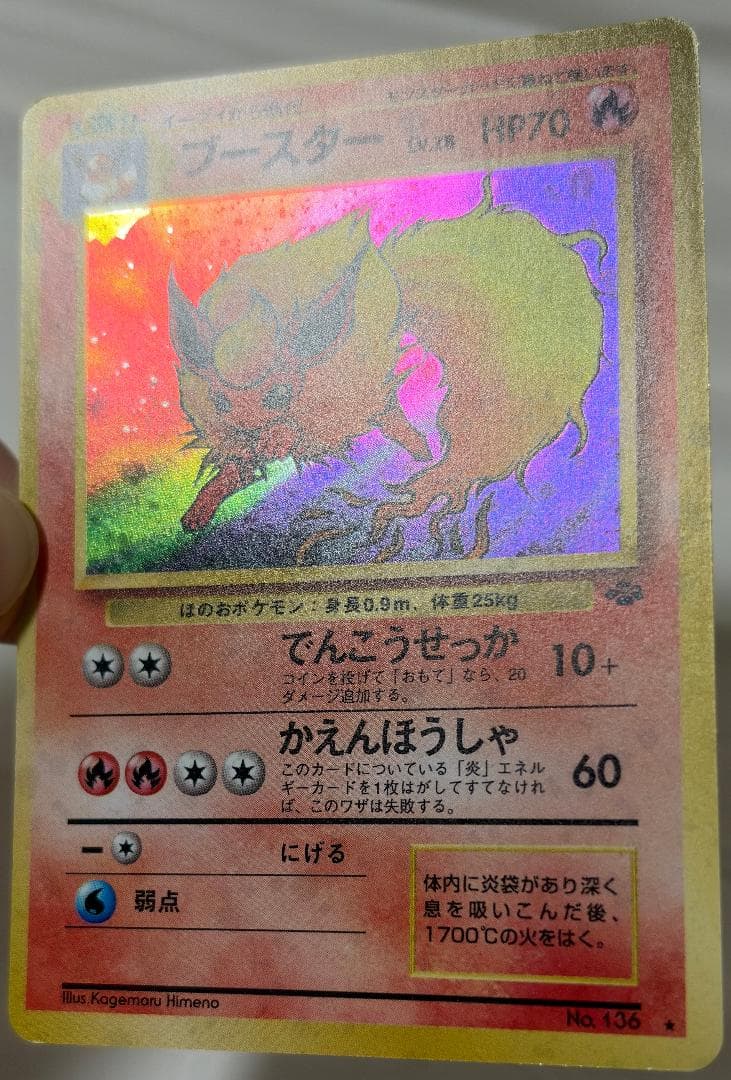 ブースター LV.28 HP70
ほのおポケモン：身長0.9m、体重25kg
でんこうせっか 10+
コインを投げて「おもて」なら、20
ダメージ追加する。
かえんほうしゃ 60
このカードについている「炎」エネル
ギーカードを1枚はがしてすてなけれ
ば、このワザは失敗する。
ー にげる
弱点
体内に炎袋があり深く
息を吸いこんだ後、
1700℃の火をはく。
Illus.Kagemaru Himeno
No. 136 ★